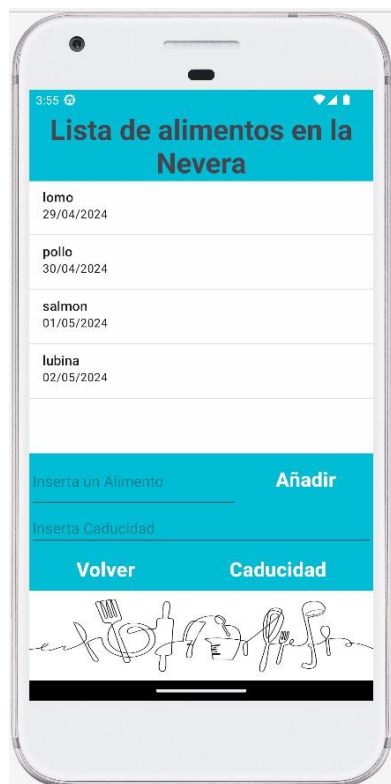 3:55
Lista de alimentos en la
Nevera
lomo
29/04/2024
pollo
30/04/2024
salmon
01/05/2024
lubina
02/05/2024
Inserta un Alimento
Añadir
Inserta Caducidad
Volver
Caducidad